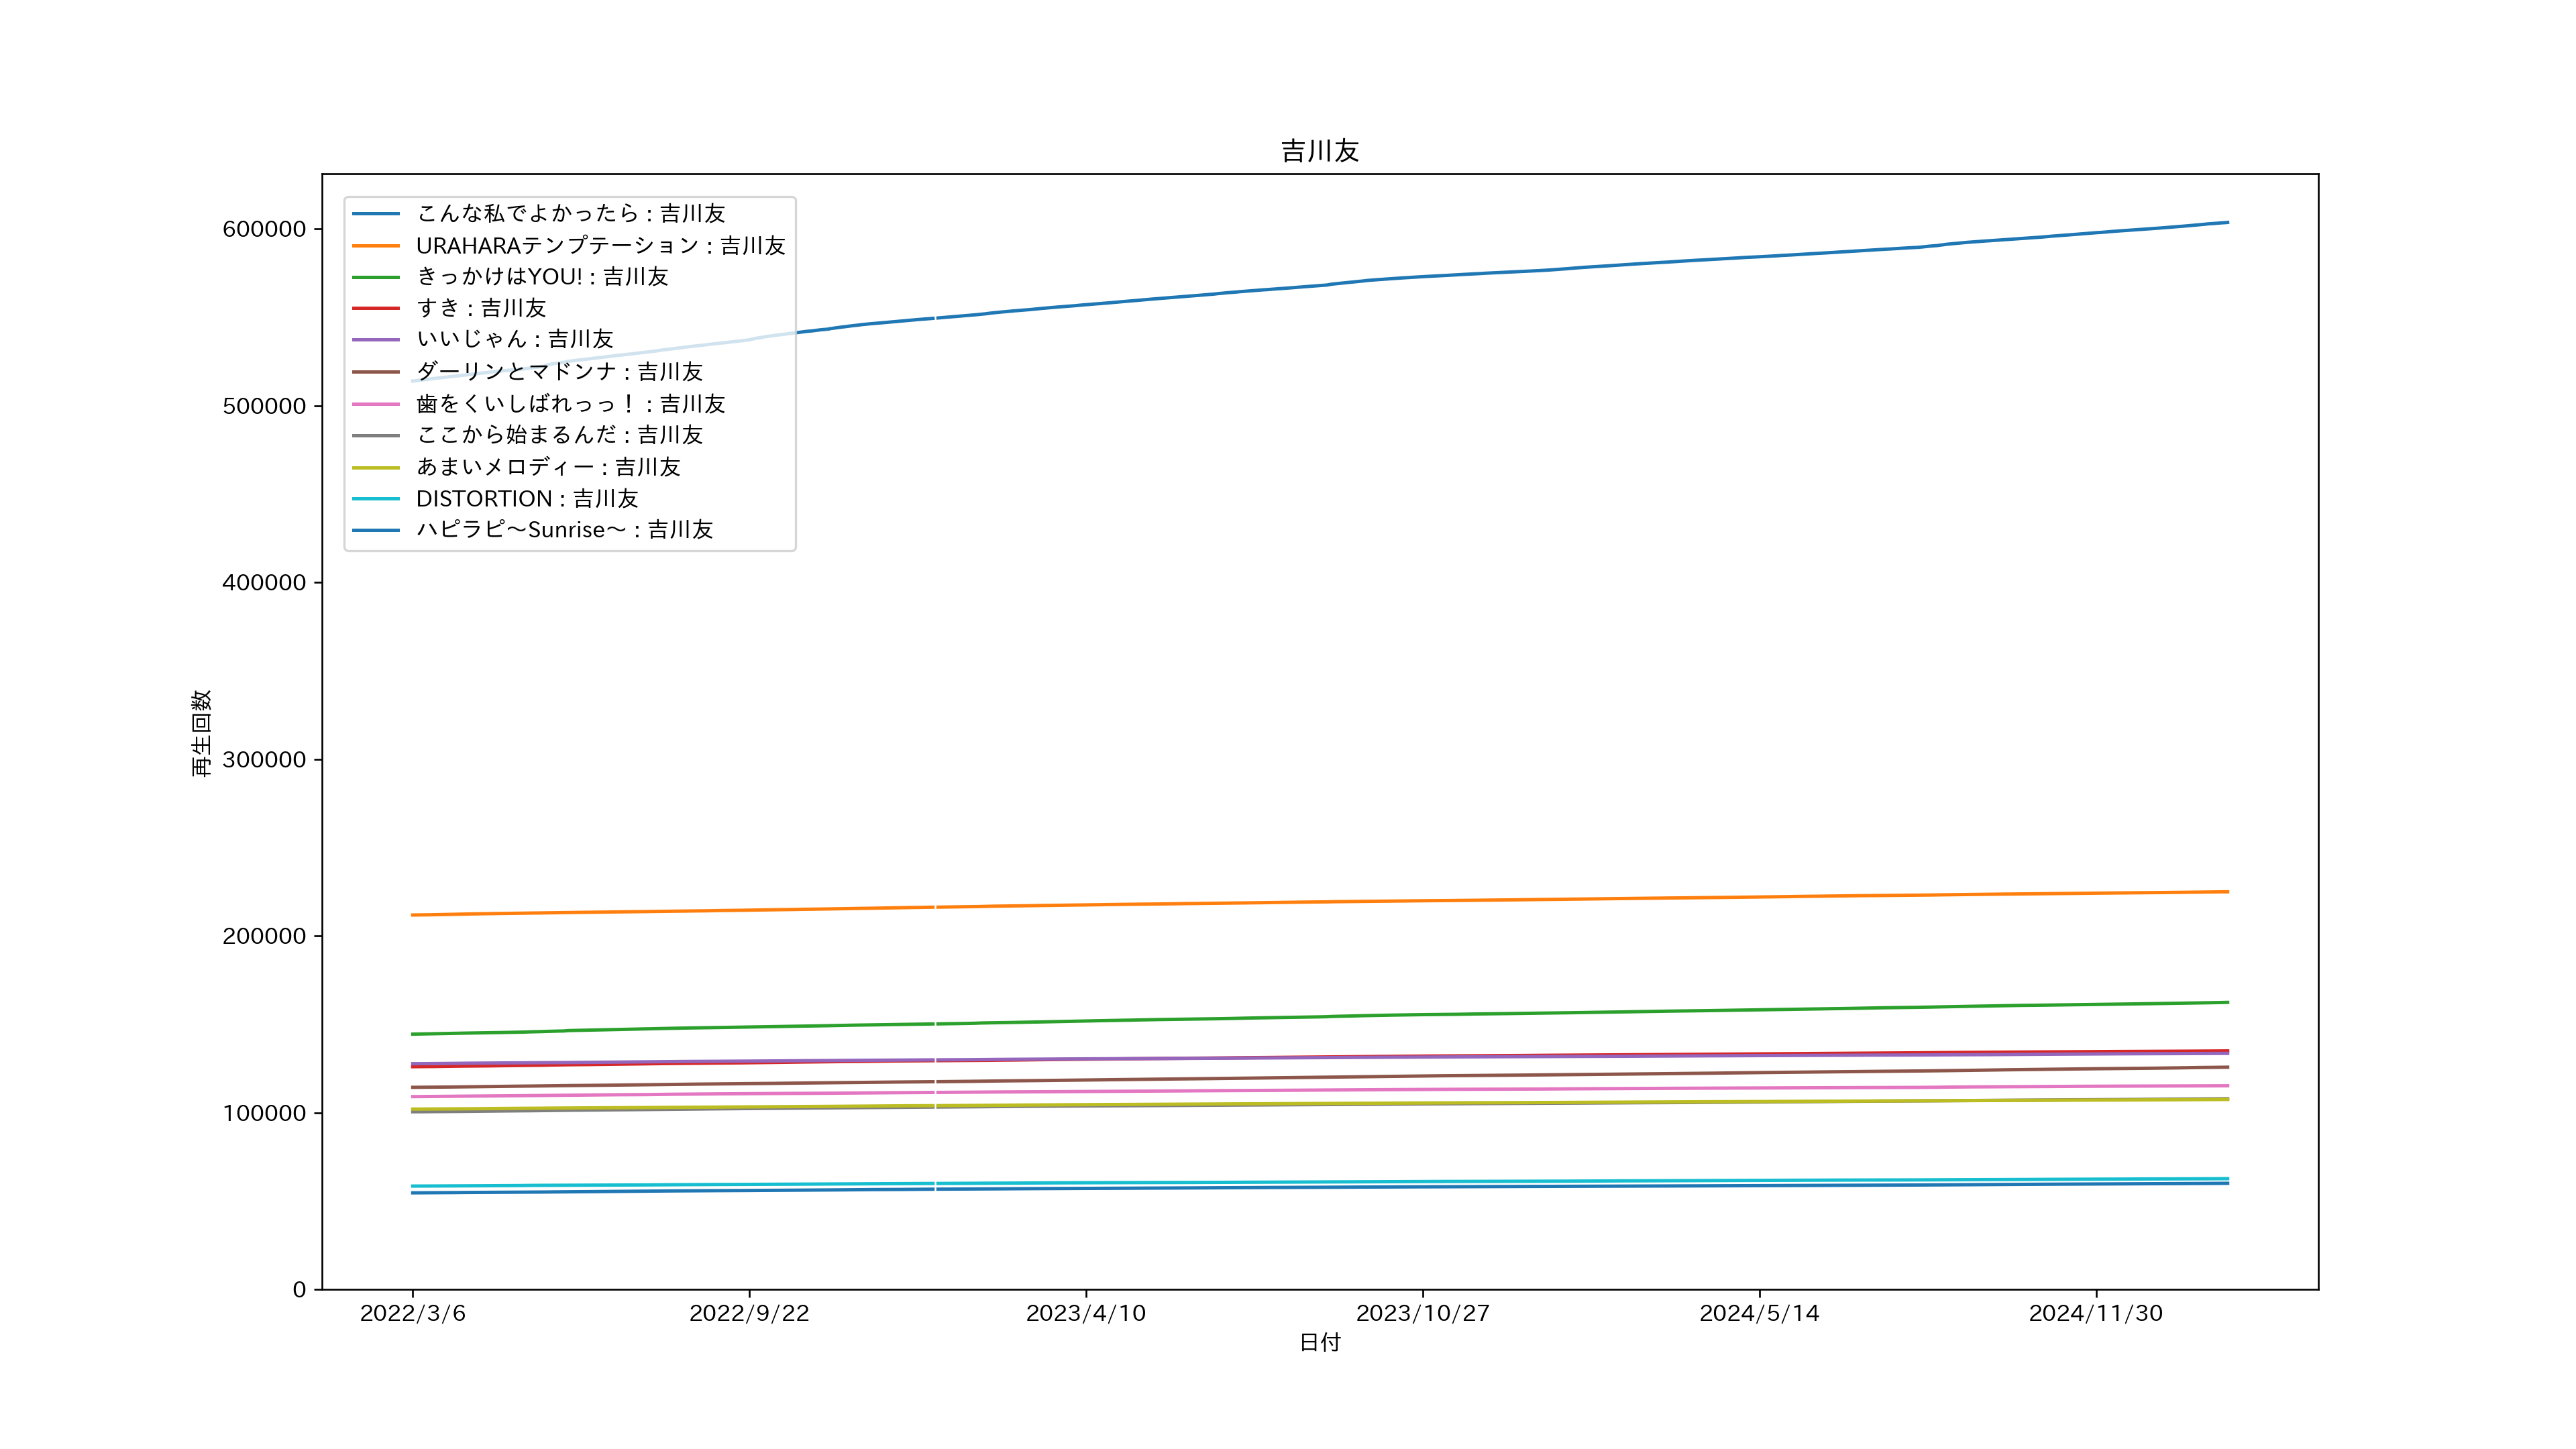 吉川友
こんな私でよかったら : 吉川友
URAHARAテンプテーション : 吉川友
きっかけはYOU! : 吉川友
すき : 吉川友
いいじゃん : 吉川友
ダーリンとマドンナ : 吉川友
歯をくいしばれっっ！ : 吉川友
ここから始まるんだ : 吉川友
あまいメロディー : 吉川友
DISTORTION : 吉川友
ハピラピ～Sunrise～ : 吉川友
600000
500000
400000
300000
200000
100000
0
再生回数
2022/3/6
2022/9/22
2023/4/10
2023/10/27
2024/5/14
2024/11/30
日付